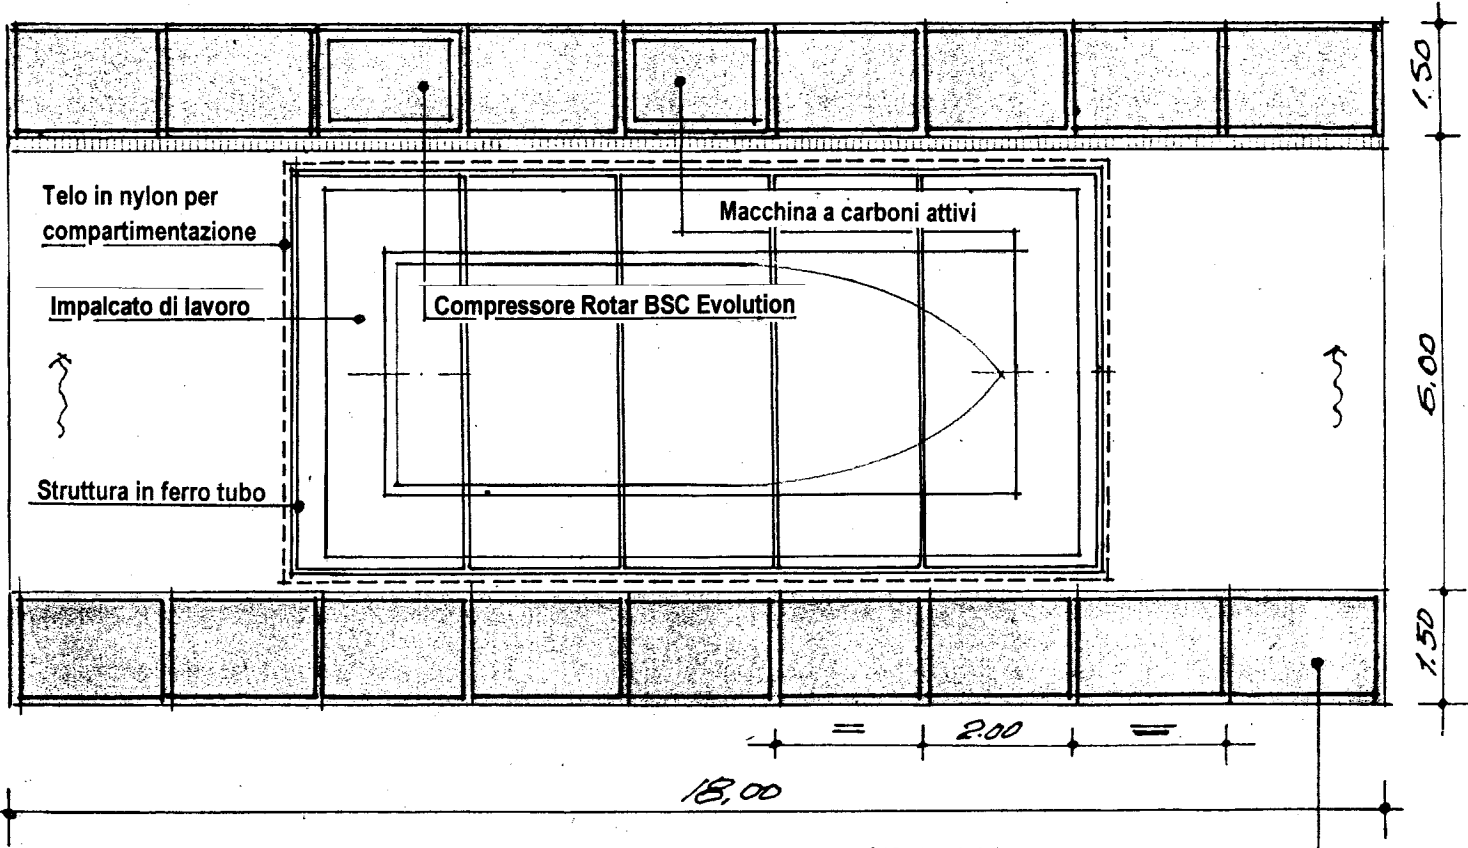 1.50
Telo in nylon per
compartimentazione
Macchina a carboni attivi
Impalcato di lavoro
Compressore Rotar BSC Evolution
6,00
Struttura in ferro tubo
1.50
= 2.00 =
18,00